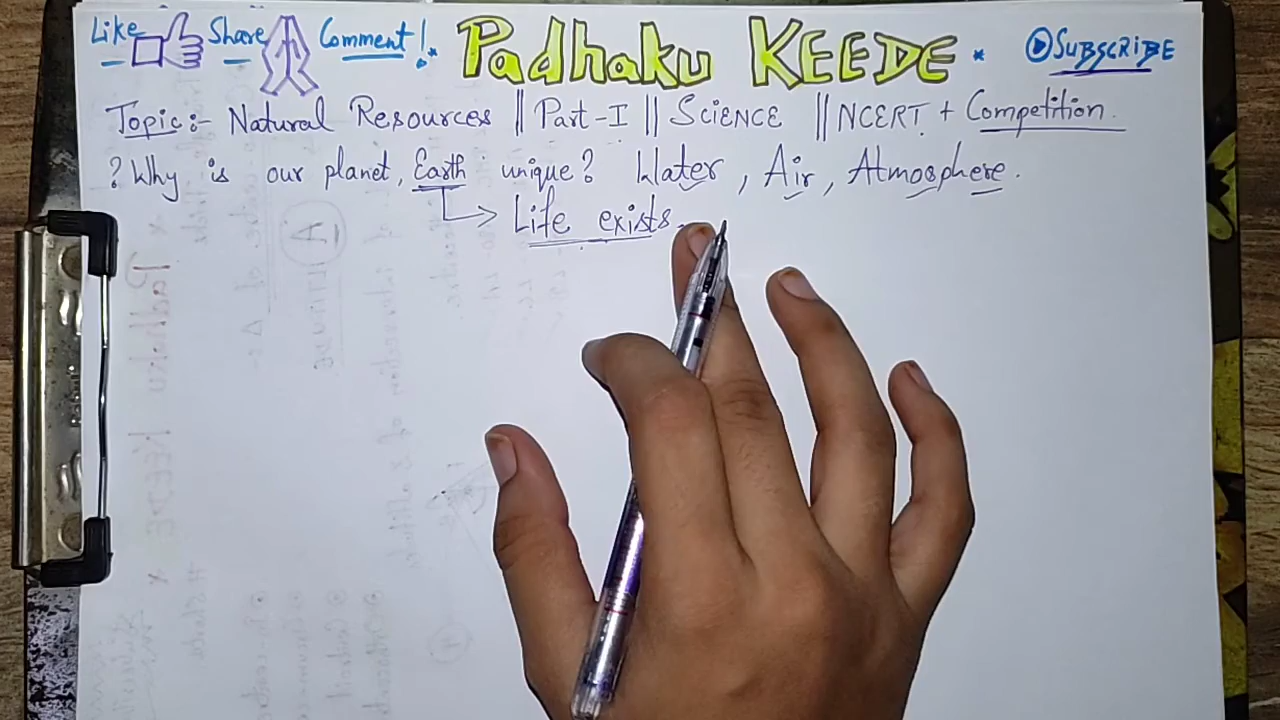 Like Share Comment! Padhaku KEEDE SUBSCRIBE
Topic:- Natural Resources || Part-I || SCIENCE || NCERT + Competition.
? Why is our planet, Earth unique? Water, Air, Atmosphere.
Life exists.